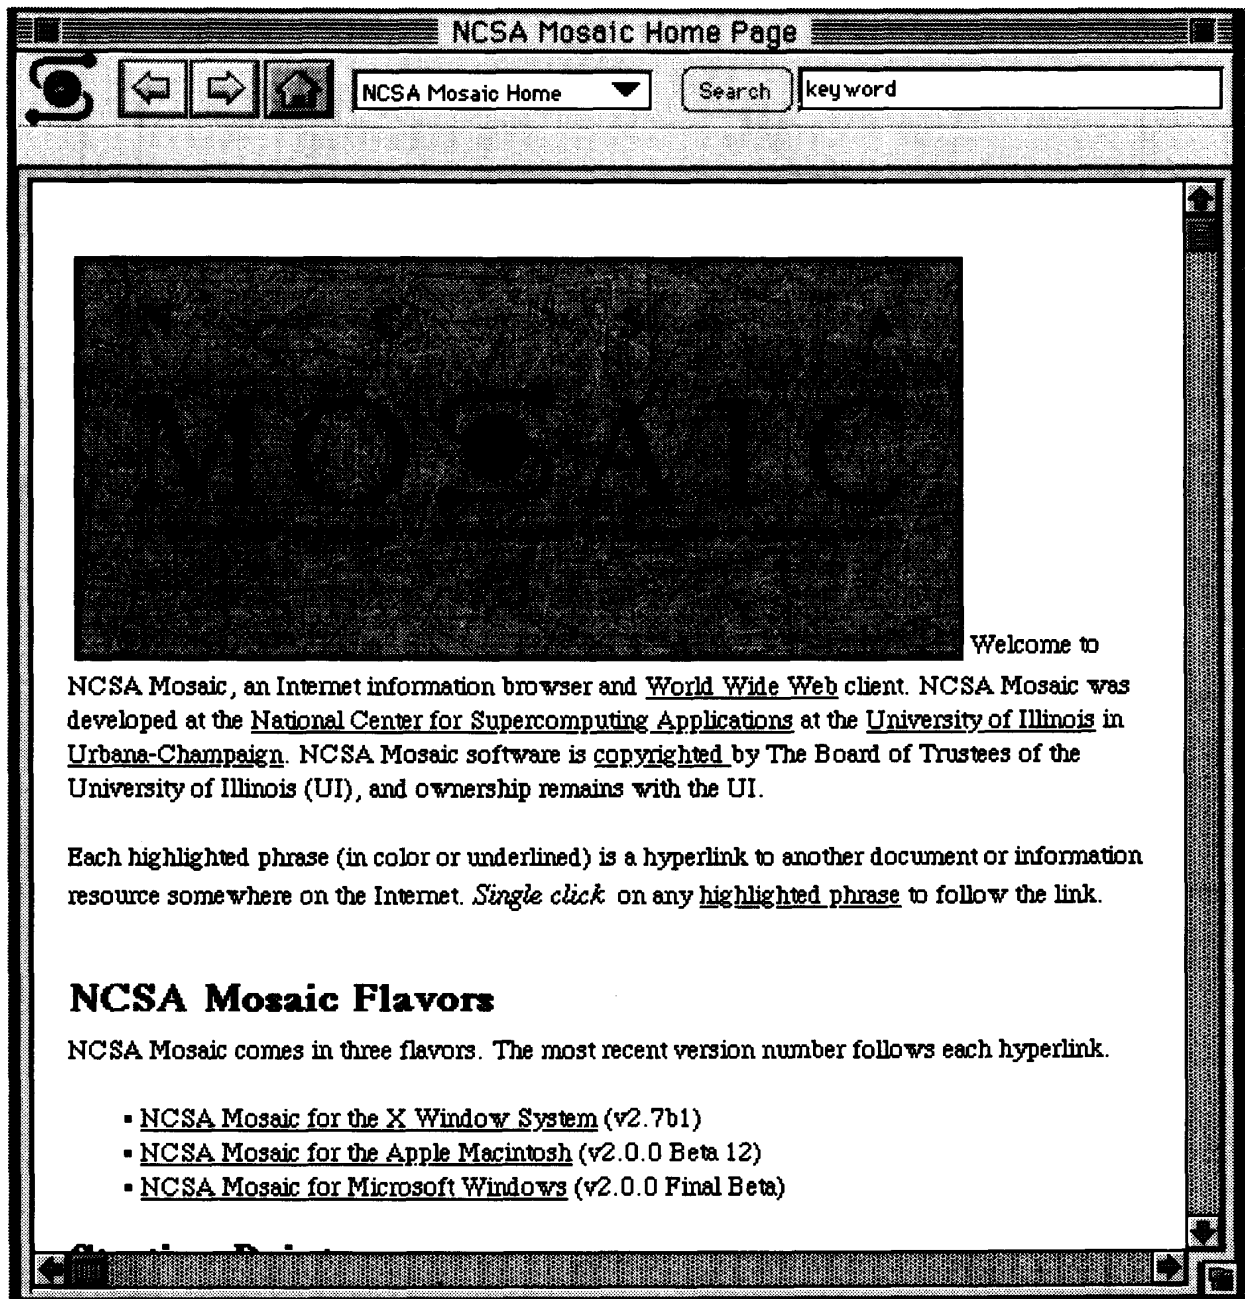 NCSA Mosaic Home Page
NCSA Mosaic Home
Search
keyword
N C S A
MOSAIC
Welcome to
NCSA Mosaic, an Internet information browser and World Wide Web client. NCSA Mosaic was
developed at the National Center for Supercomputing Applications at the University of Illinois in
Urbana-Champaign. NCSA Mosaic software is copyrighted by The Board of Trustees of the
University of Illinois (UI), and ownership remains with the UI.
Each highlighted phrase (in color or underlined) is a hyperlink to another document or information
resource somewhere on the Internet. Single click on any highlighted phrase to follow the link.
NCSA Mosaic Flavors
NCSA Mosaic comes in three flavors. The most recent version number follows each hyperlink.
▪ NCSA Mosaic for the X Window System (v2.7b1)
▪ NCSA Mosaic for the Apple Macintosh (v2.0.0 Beta 12)
▪ NCSA Mosaic for Microsoft Windows (v2.0.0 Final Beta)